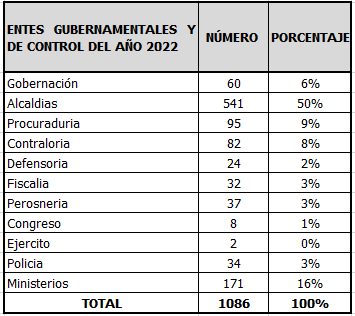 ENTES GUBERNAMENTALES Y DE CONTROL DEL AÑO 2022 NÚMERO PORCENTAJE
Gobernación 60 6%
Alcaldias 541 50%
Procuraduria 95 9%
Contraloria 82 8%
Defensoria 24 2%
Fiscalia 32 3%
Perosneria 37 3%
Congreso 8 1%
Ejercito 2 0%
Policia 34 3%
Ministerios 171 16%
TOTAL 1086 100%